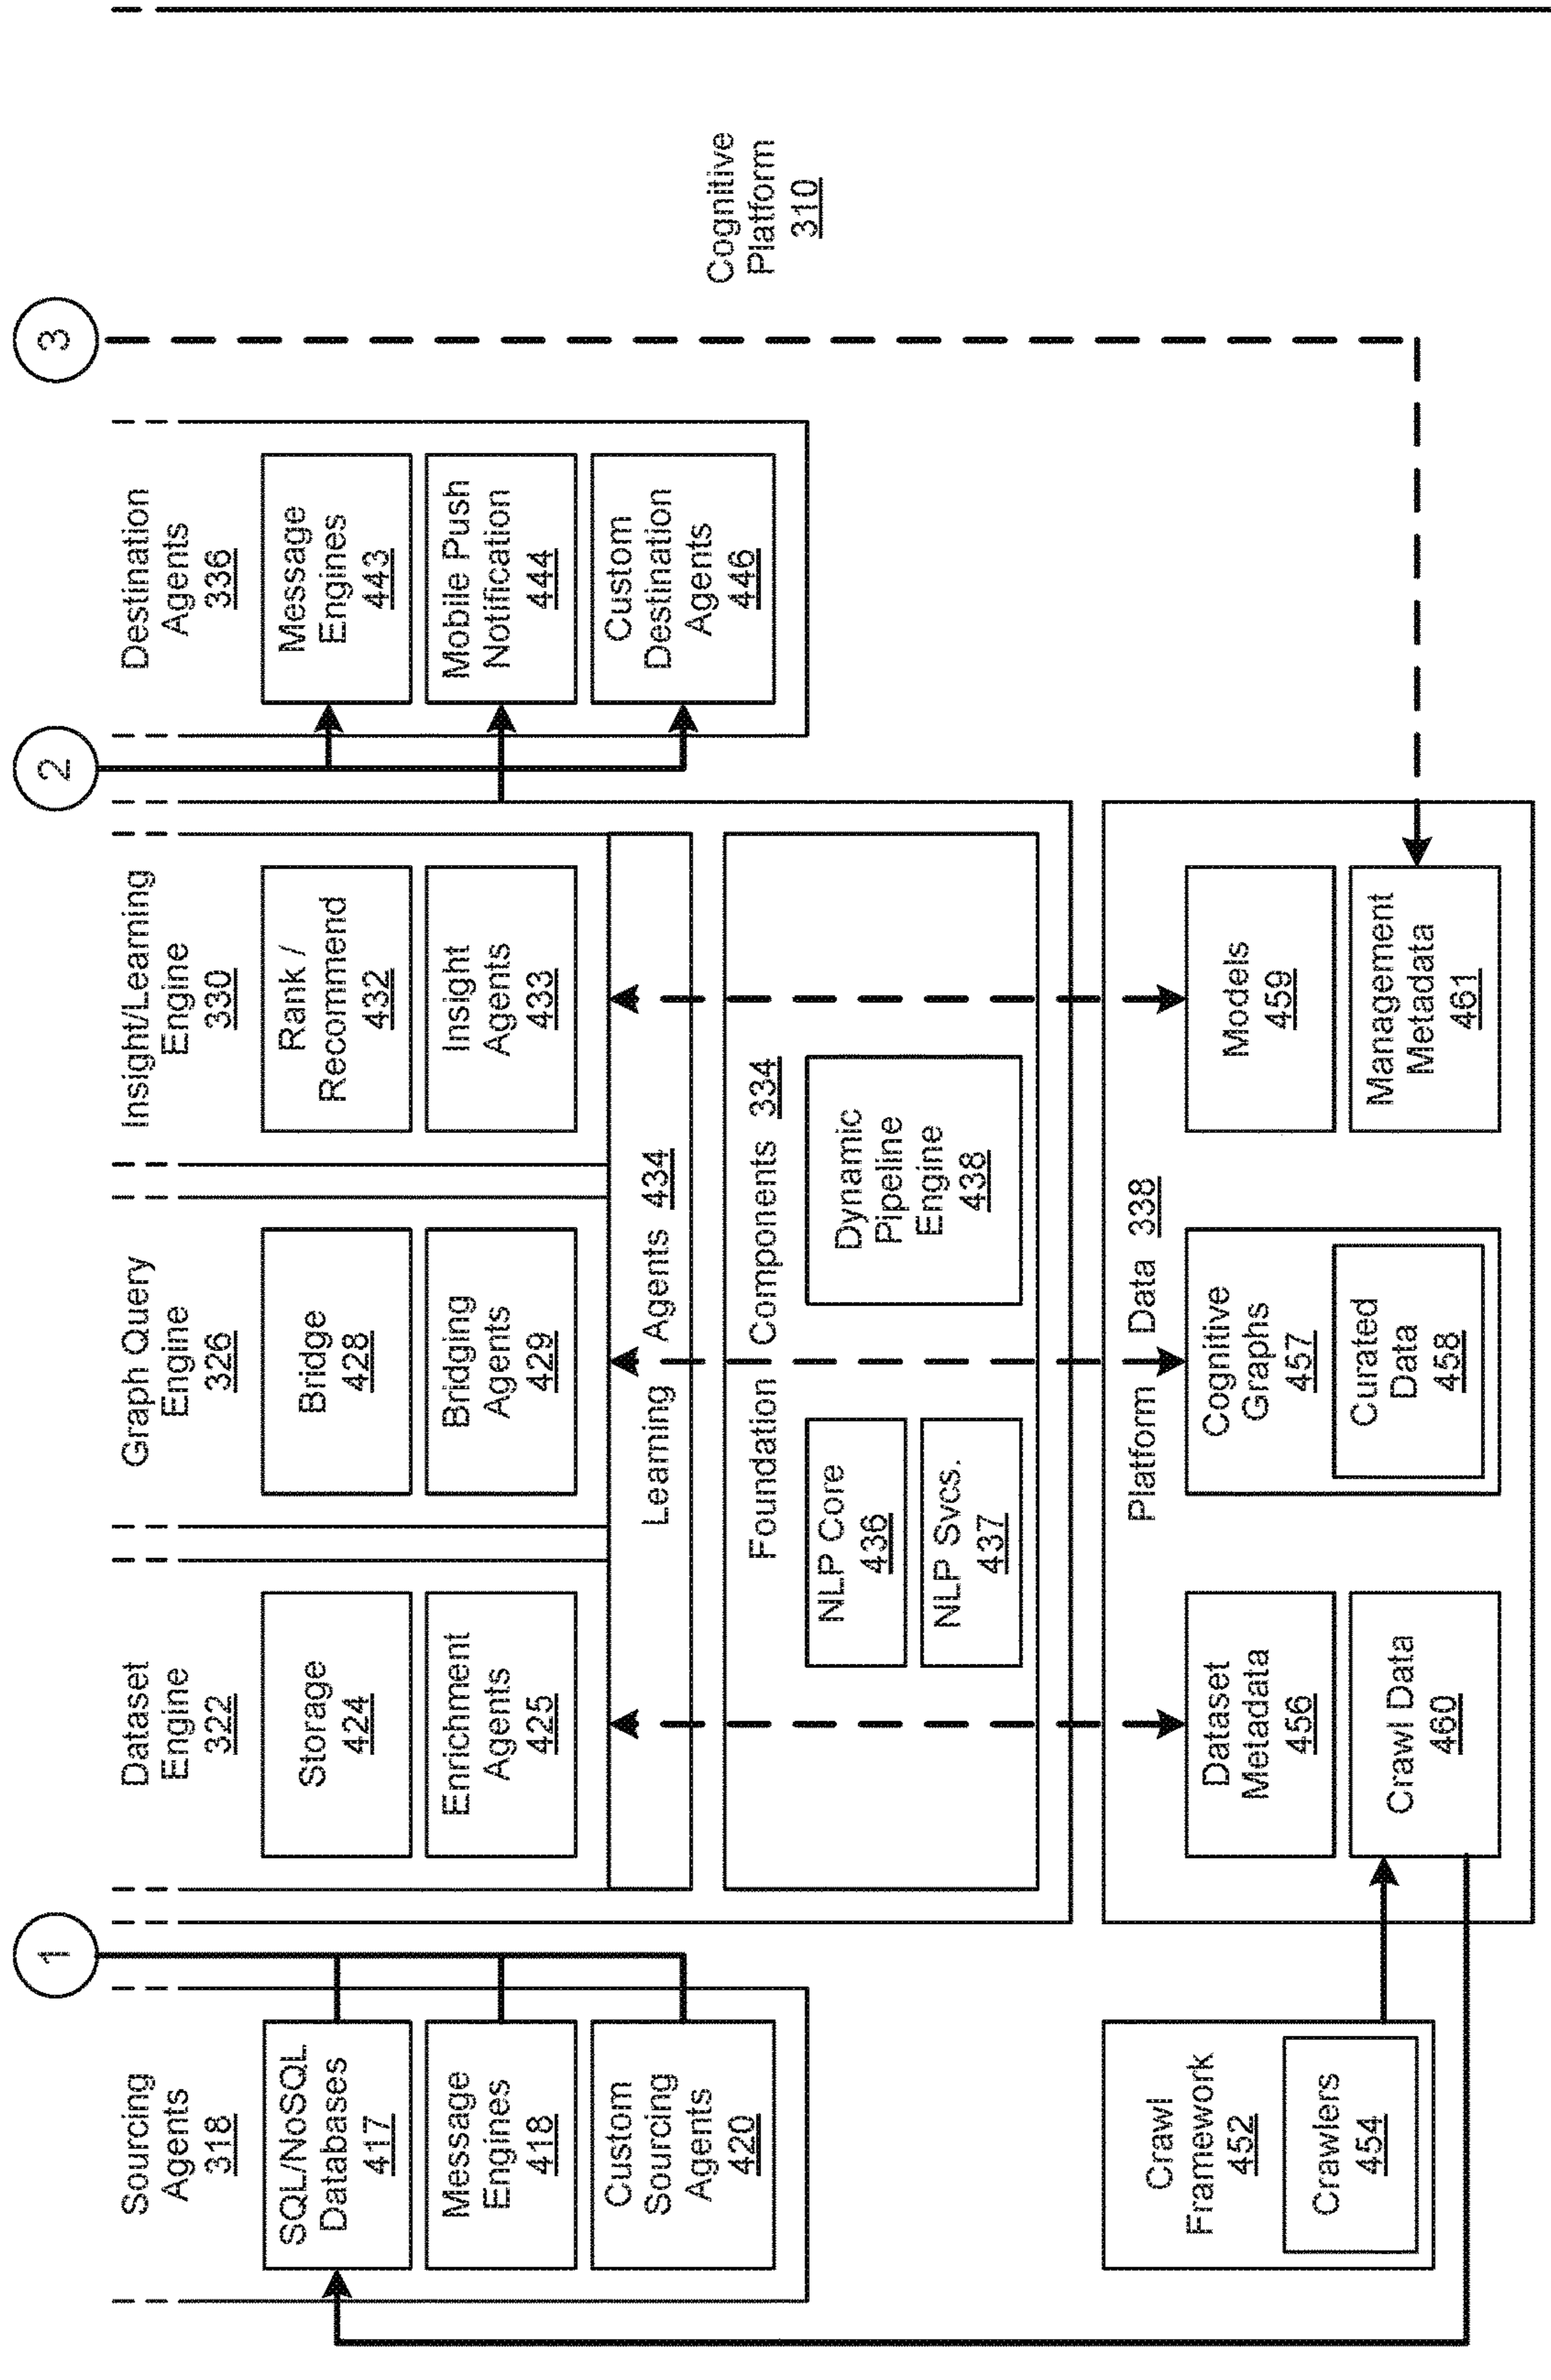 1
2
3
Sourcing
Agents
318
SQL/NoSQL
Databases
417
Message
Engines
418
Custom
Sourcing
Agents
420
Dataset
Engine
322
Storage
424
Enrichment
Agents
425
Graph Query
Engine
326
Bridge
428
Bridging
Agents
429
Insight/Learning
Engine
330
Rank /
Recommend
432
Insight
Agents
433
Learning Agents 434
Destination
Agents
336
Message
Engines
443
Mobile Push
Notification
444
Custom
Destination
Agents
446
Foundation Components 334
NLP Core
436
NLP Svcs.
437
Dynamic
Pipeline
Engine
438
Cognitive
Platform
310
Crawl
Framework
452
Crawlers
454
Platform Data 338
Dataset
Metadata
456
Crawl Data
460
Cognitive
Graphs
457
Curated
Data
458
Models
459
Management
Metadata
461